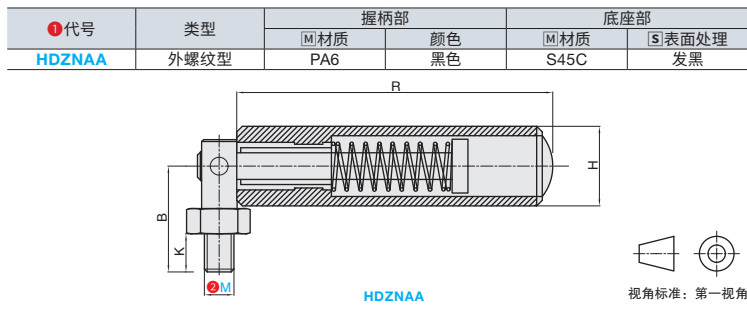 ❶代号 类型 握柄部 底座部
M材质 颜色 M材质 S表面处理
HDZNAA 外螺纹型 PA6 黑色 S45C 发黑
R
H
B
K
❷M
HDZNAA
视角标准：第一视角